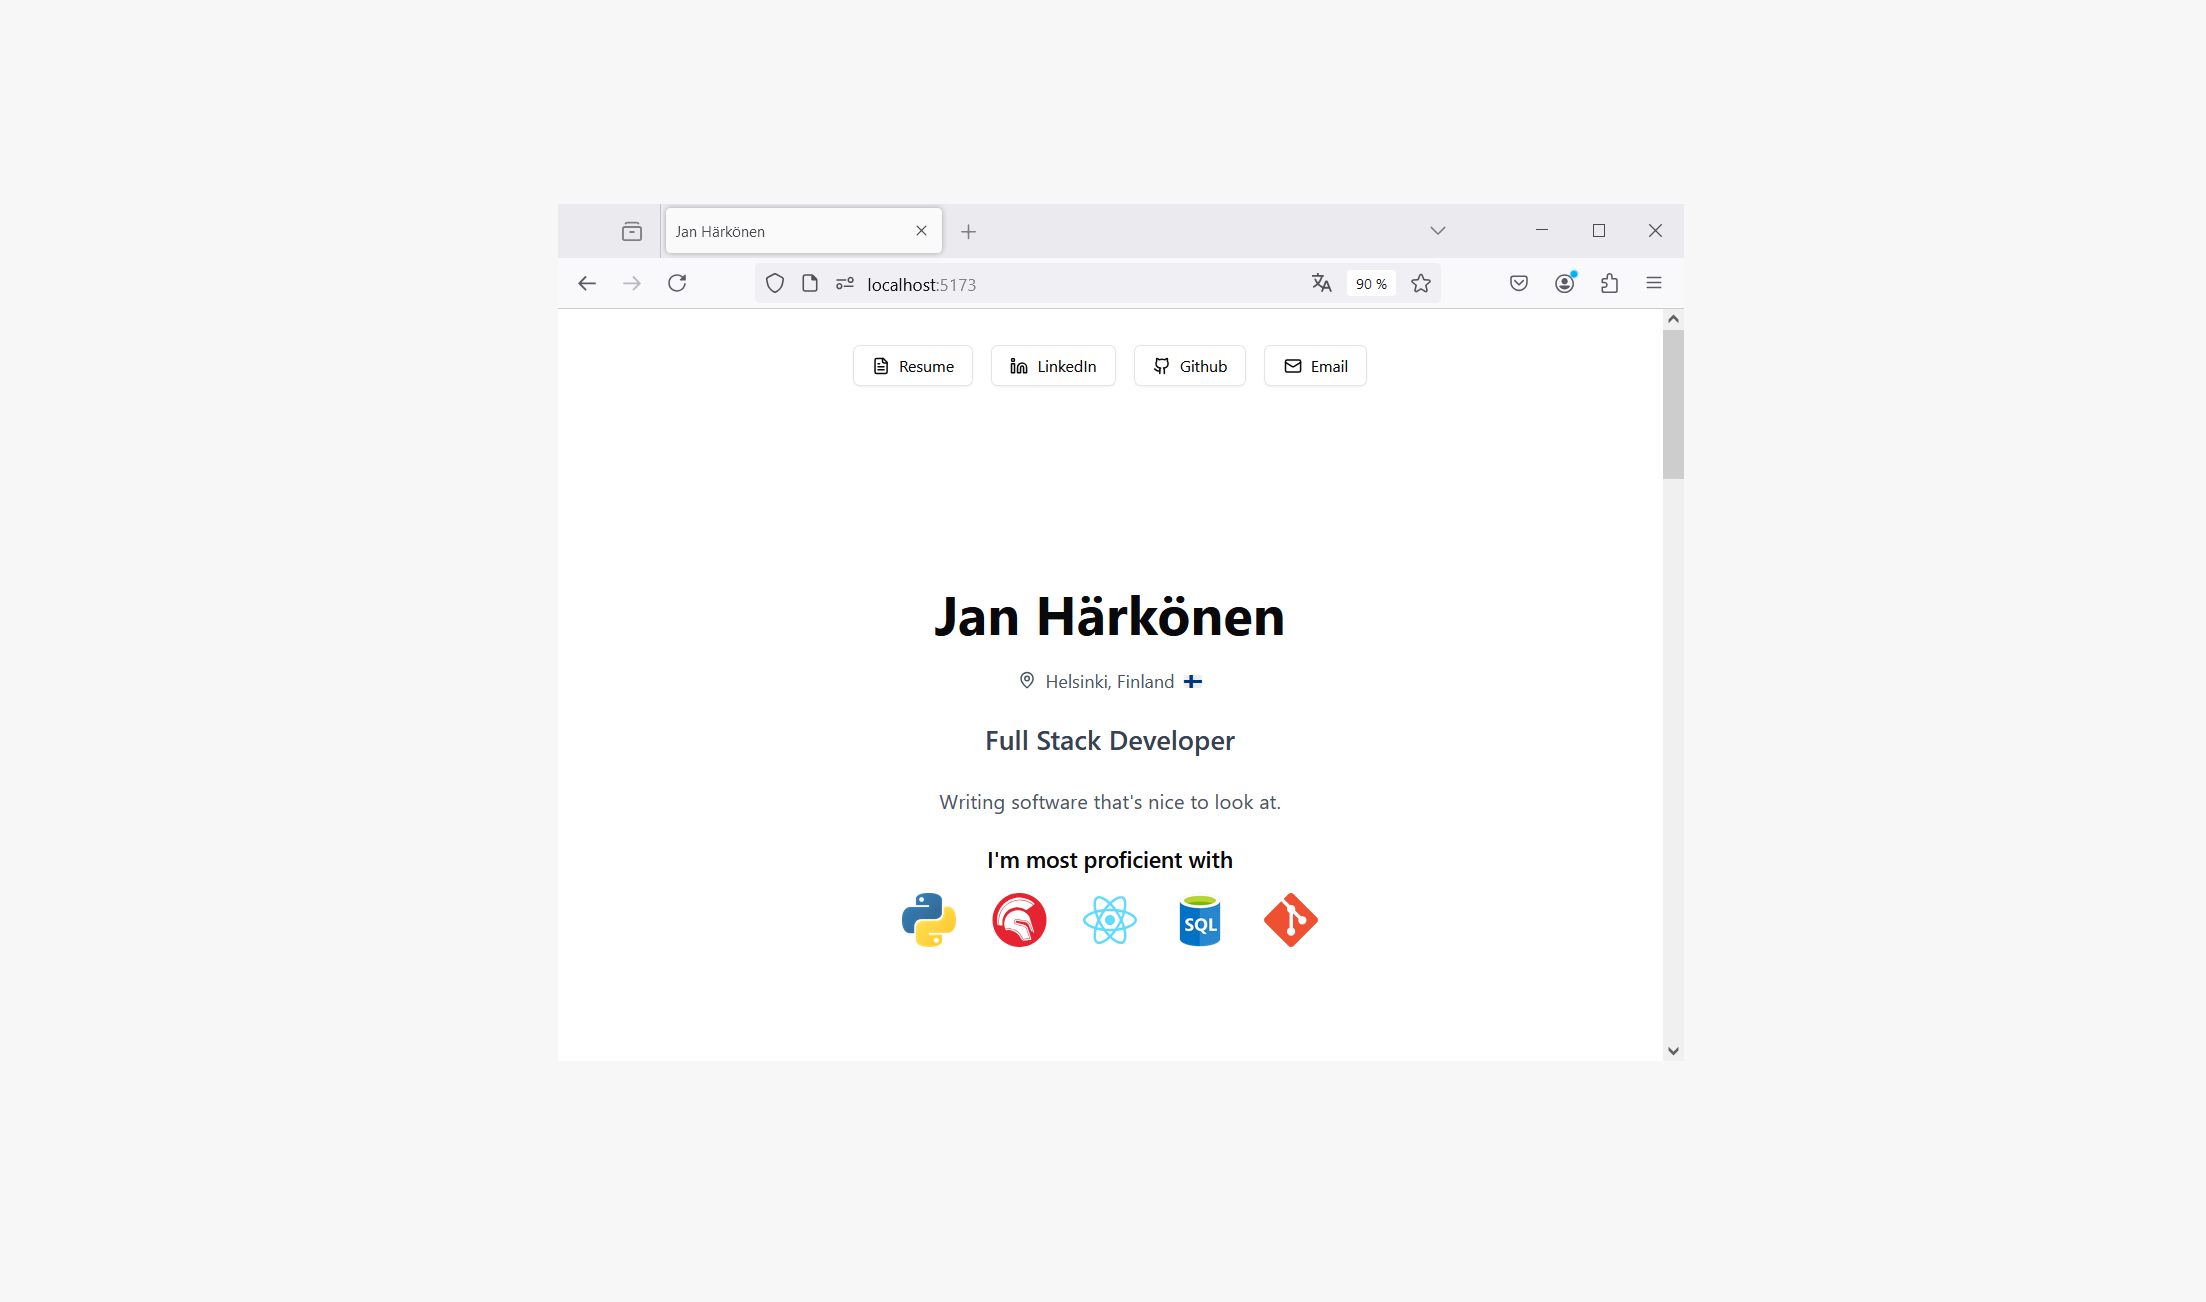 Jan Härkönen
localhost:5173
90 %
Resume LinkedIn Github Email
Jan Härkönen
Helsinki, Finland
Full Stack Developer
Writing software that's nice to look at.
I'm most proficient with
SQL